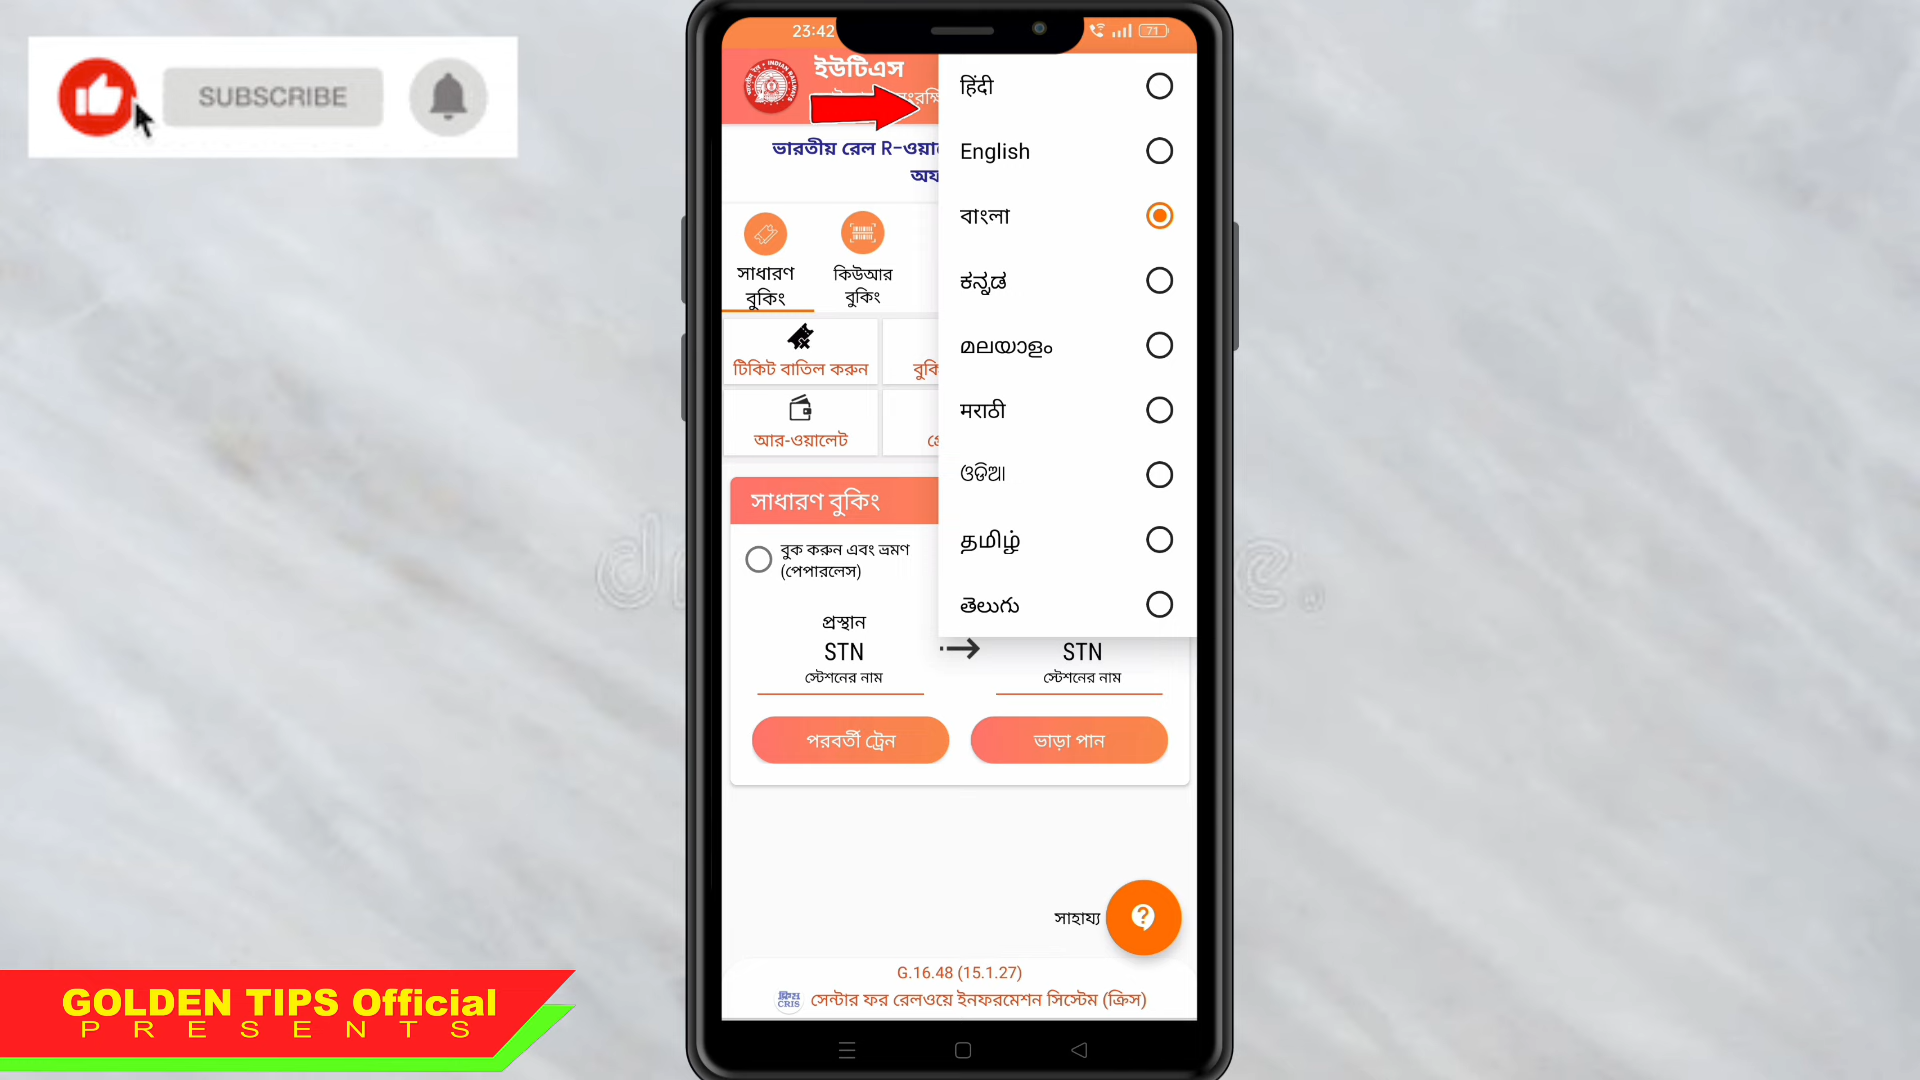 SUBSCRIBE
23:42
71
ইউটিএস
हिंदी
English
ভারতীয় রেল R-ওয়া
বাংলা
সাধারণ
বুকিং
কিউআর
বুকিং
ಕನ್ನಡ
മലയാളം
টিকিট বাতিল করুন
বুকি
मराठी
আর-ওয়ালেট
ଓଡିଆ
সাধারণ বুকিং
தமிழ்
বুক করুন এবং ভ্রমণ
(পেপারলেস)
తెలుగు
প্রস্থান
STN
স্টেশনের নাম
STN
স্টেশনের নাম
পরবর্তী ট্রেন
ভাড়া পান
সাহায্য
G.16.48 (15.1.27)
CRIS
সেন্টার ফর রেলওয়ে ইনফরমেশন সিস্টেম (ক্রিস)
GOLDEN TIPS Official
PRESENTS